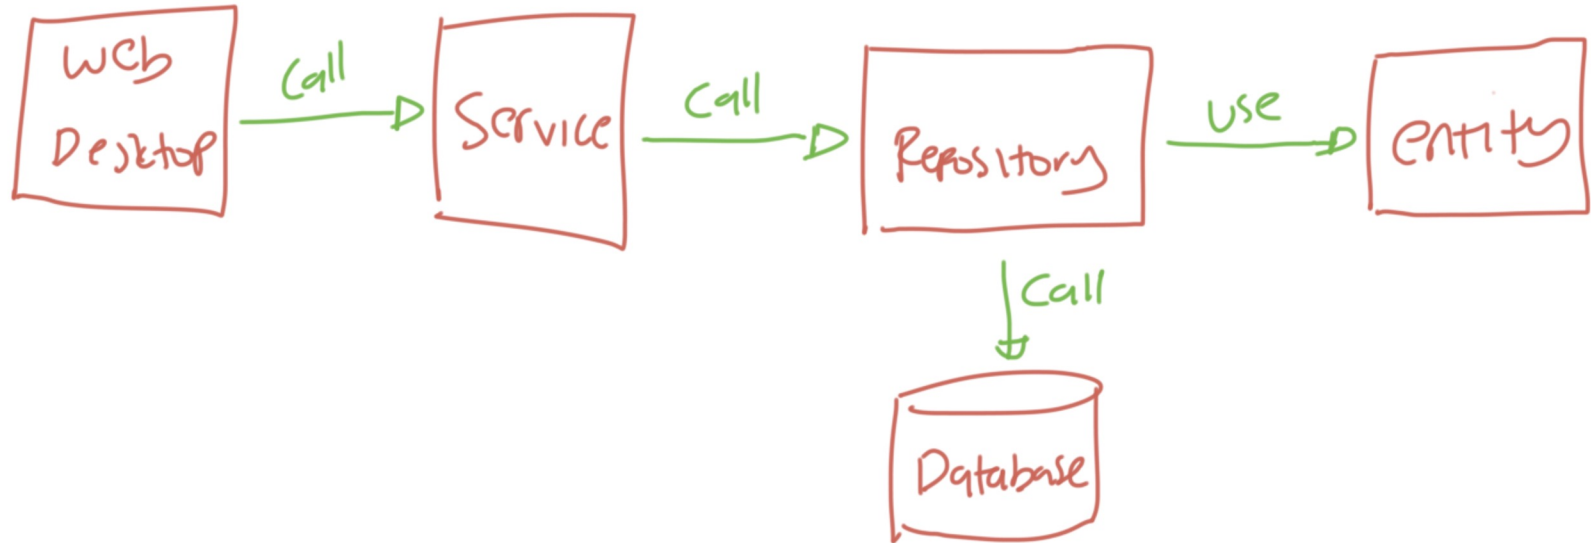 Web
Desktop
Call
Service
Call
Repository
use
entity
Call
Database